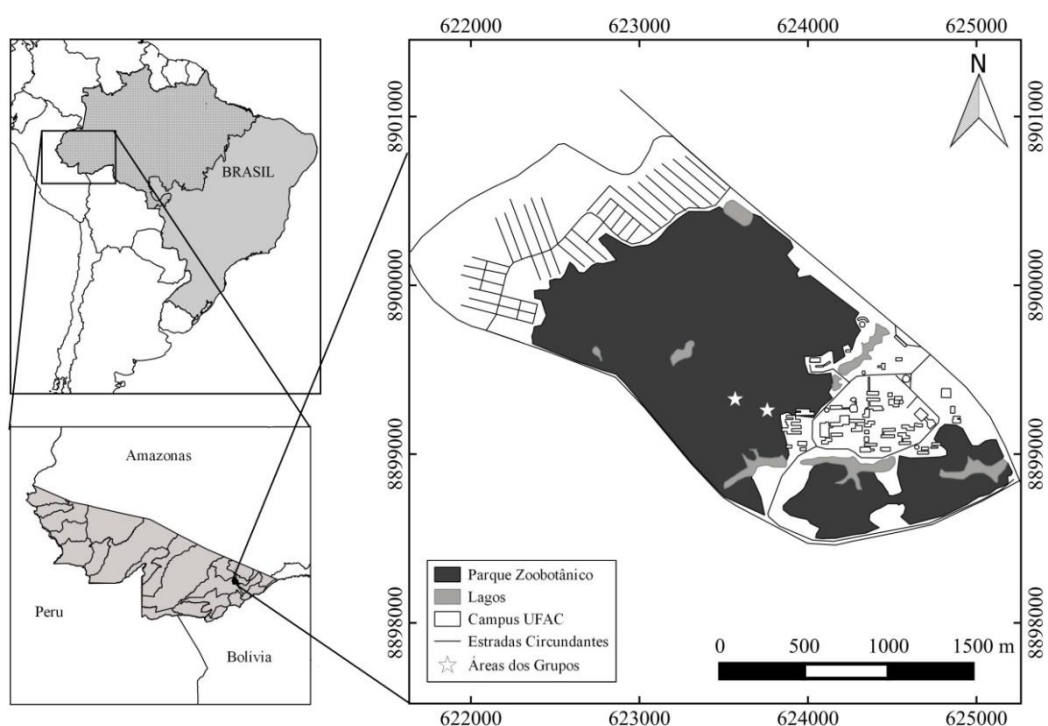 BRASIL
Amazonas
Peru
Bolívia
622000 623000 624000 625000
N
8901000 8901000
8900000 8900000
8899000 8899000
8898000 8898000
Parque Zoobotânico
Lagos
Campus UFAC
Estradas Circundantes
Áreas dos Grupos
0 500 1000 1500 m
622000 623000 624000 625000